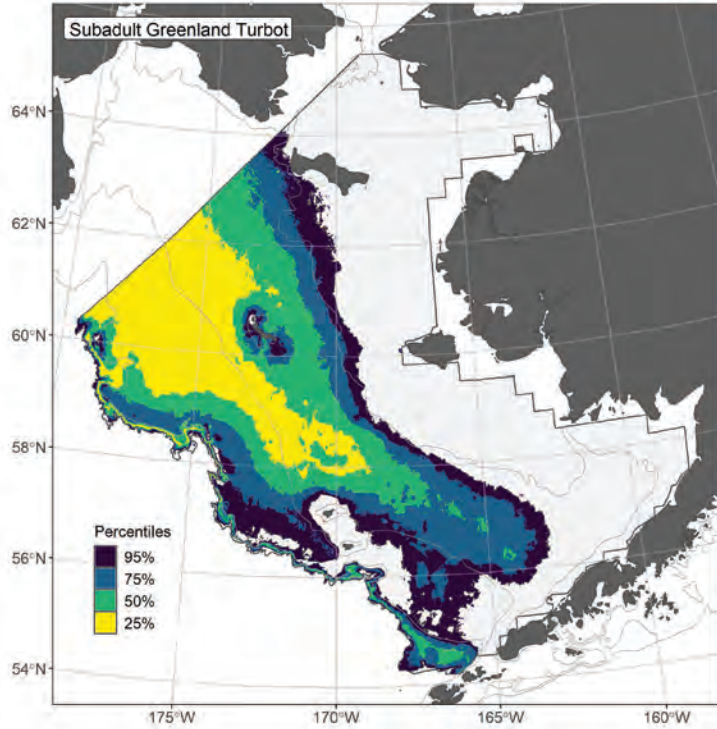 Subadult Greenland Turbot
64°N
62°N
60°N
58°N
56°N
54°N
Percentiles
95%
75%
50%
25%
175°W
170°W
165°W
160°W